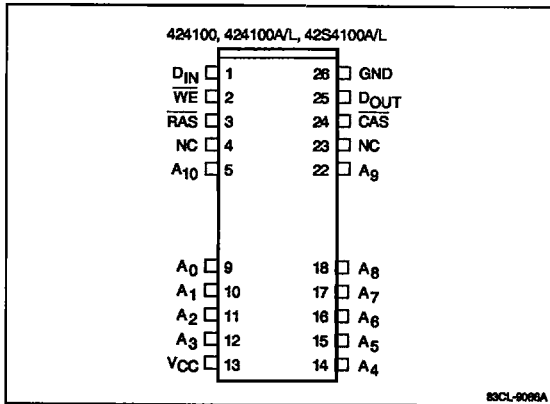 424100, 424100A/L, 42S4100A/L
DIN 1 26 GND
WE 2 25 DOUT
RAS 3 24 CAS
NC 4 23 NC
A10 5 22 A9
A0 9 18 A8
A1 10 17 A7
A2 11 16 A6
A3 12 15 A5
VCC 13 14 A4
83CL-9066A